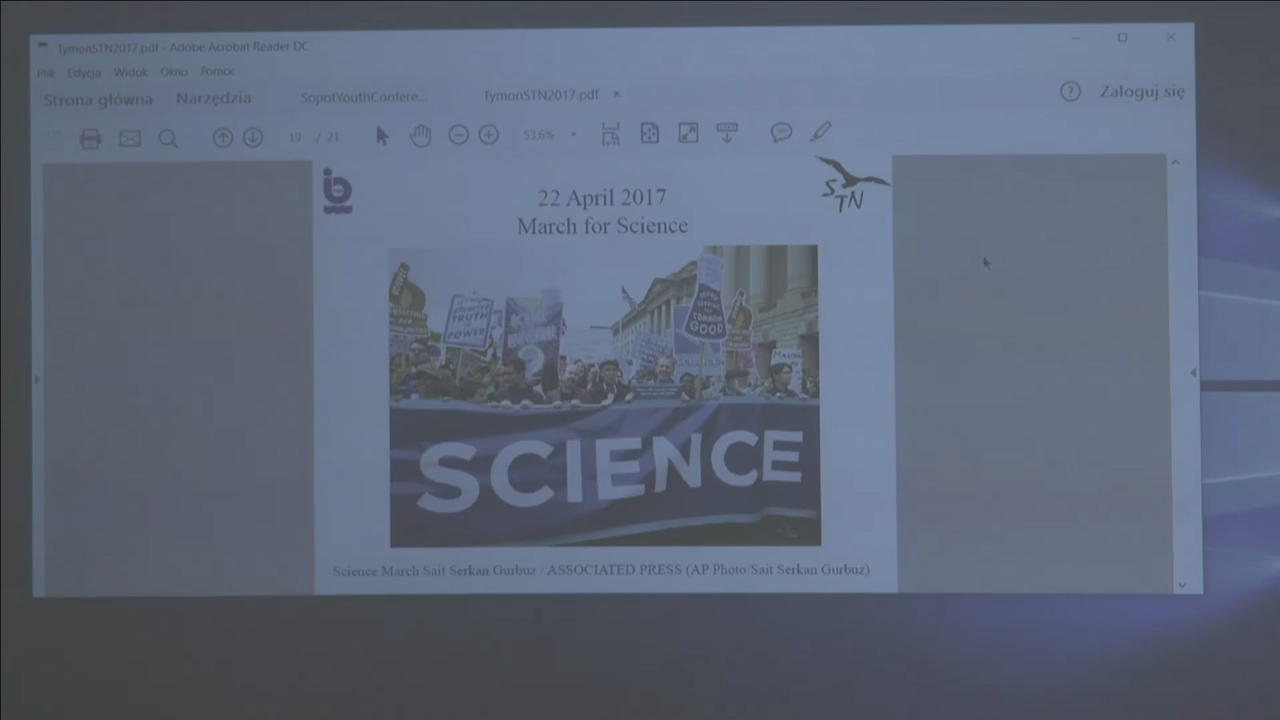 TymonSTN2017.pdf - Adobe Acrobat Reader DC
Plik Edycja Widok Okno Pomoc
Strona główna Narzędzia SopotYouthConfere... TymonSTN2017.pdf × Zaloguj się
19 / 21 53,6%
STN
22 April 2017
March for Science
TRUTH
POWER
COMMON
GOOD
SCIENCE
Science March Sait Serkan Gurbuz / ASSOCIATED PRESS (AP Photo/Sait Serkan Gurbuz)